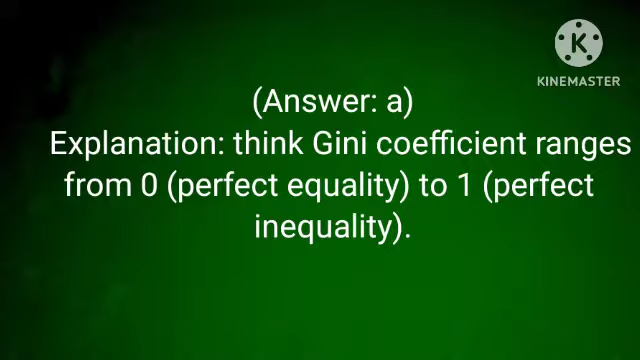 K
KINEMASTER
(Answer: a)
Explanation: think Gini coefficient ranges
from 0 (perfect equality) to 1 (perfect
inequality).